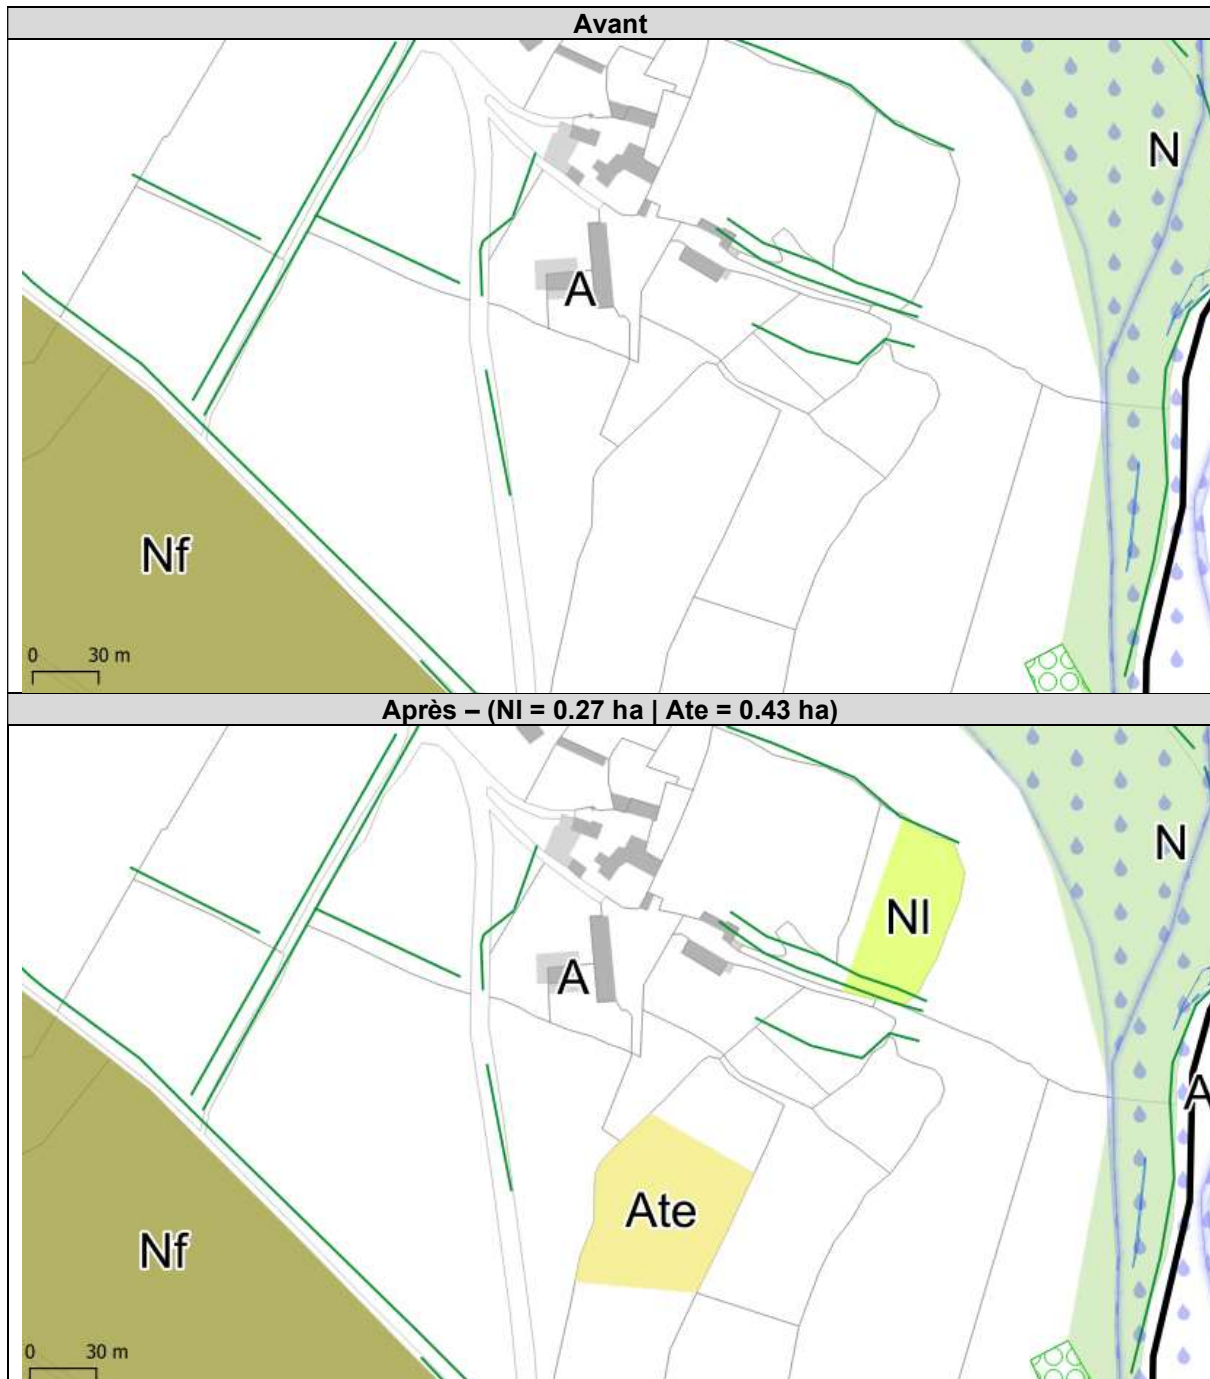 Avant
N
A
Nf
0 30 m
Après – (Nl = 0.27 ha | Ate = 0.43 ha)
N
Nl
A
A
Ate
Nf
0 30 m